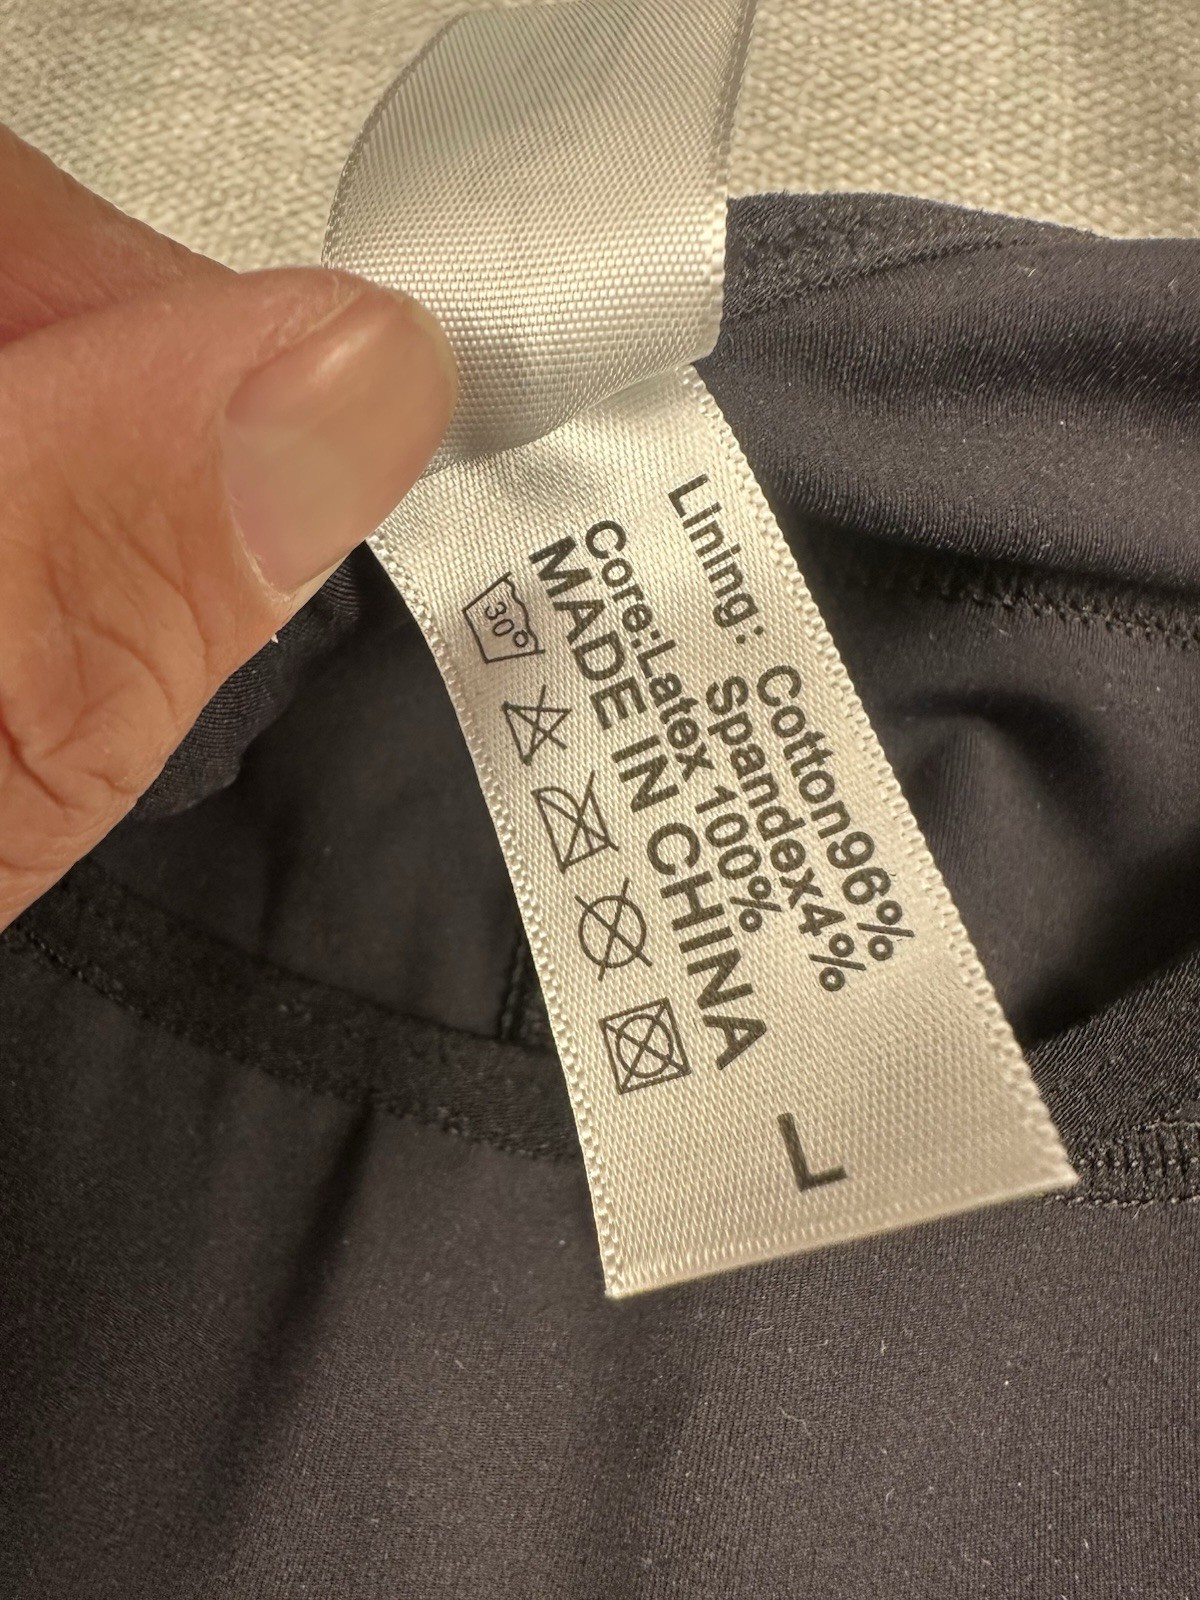 Lining: Cotton96%
Spandex4%
Core:Latex 100%
MADE IN CHINA
30°
L